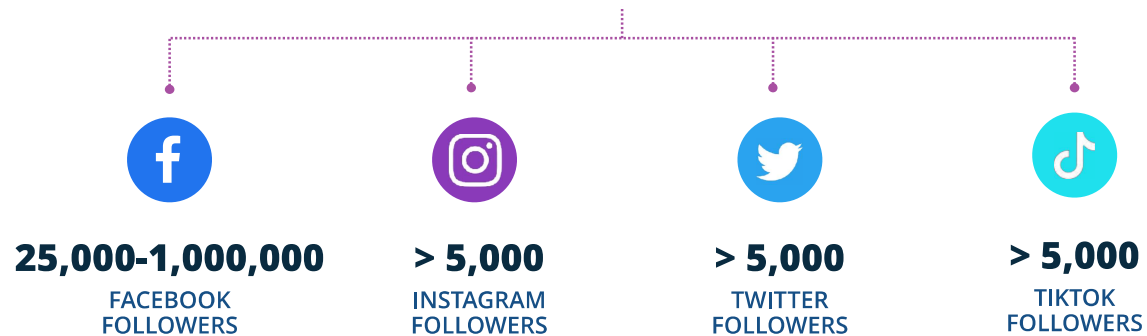 25,000-1,000,000
FACEBOOK
FOLLOWERS
> 5,000
INSTAGRAM
FOLLOWERS
> 5,000
TWITTER
FOLLOWERS
> 5,000
TIKTOK
FOLLOWERS